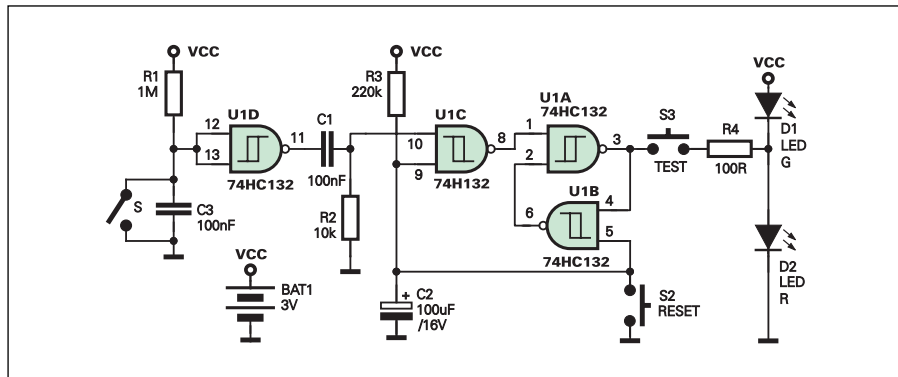 VCC
R1
1M
U1D
12
13
11
74HC132
S
C3
100nF
C1
100nF
R2
10k
VCC
BAT1
3V
VCC
R3
220k
U1C
10
9
8
74H132
C2
100uF
/16V
+
U1A
74HC132
1
2
3
U1B
6
4
5
74HC132
S3
TEST
R4
100R
S2
RESET
VCC
D1
LED
G
D2
LED
R